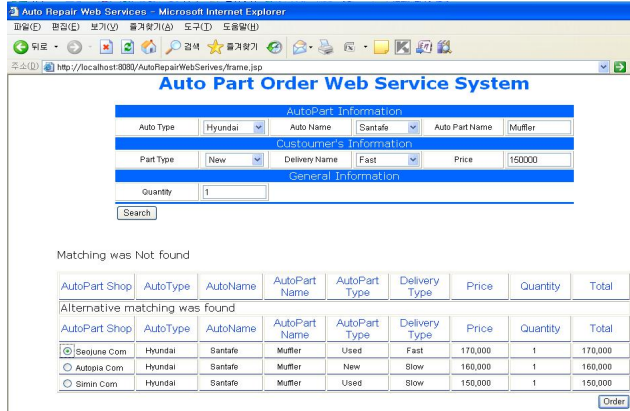 Auto Repair Web Services - Microsoft Internet Explorer
파일(F) 편집(E) 보기(V) 즐겨찾기(A) 도구(T) 도움말(H)
뒤로 검색 즐겨찾기
주소(D) http://localhost:8080/AutoRepairWebSerives/frame.jsp
Auto Part Order Web Service System
AutoPart Information
Auto Type Hyundai Auto Name Santafe Auto Part Name Muffler
Custoumer's Information
Part Type New Delivery Name Fast Price 150000
General Information
Quantity 1
Search
Matching was Not found
AutoPart Shop AutoType AutoName AutoPart Name AutoPart Type Delivery Type Price Quantity Total
Alternative matching was found
AutoPart Shop AutoType AutoName AutoPart Name AutoPart Type Delivery Type Price Quantity Total
Seojune Com Hyundai Santafe Muffler Used Fast 170,000 1 170,000
Autopia Com Hyundai Santafe Muffler New Slow 160,000 1 160,000
Simin Com Hyundai Santafe Muffler Used Slow 150,000 1 150,000
Order